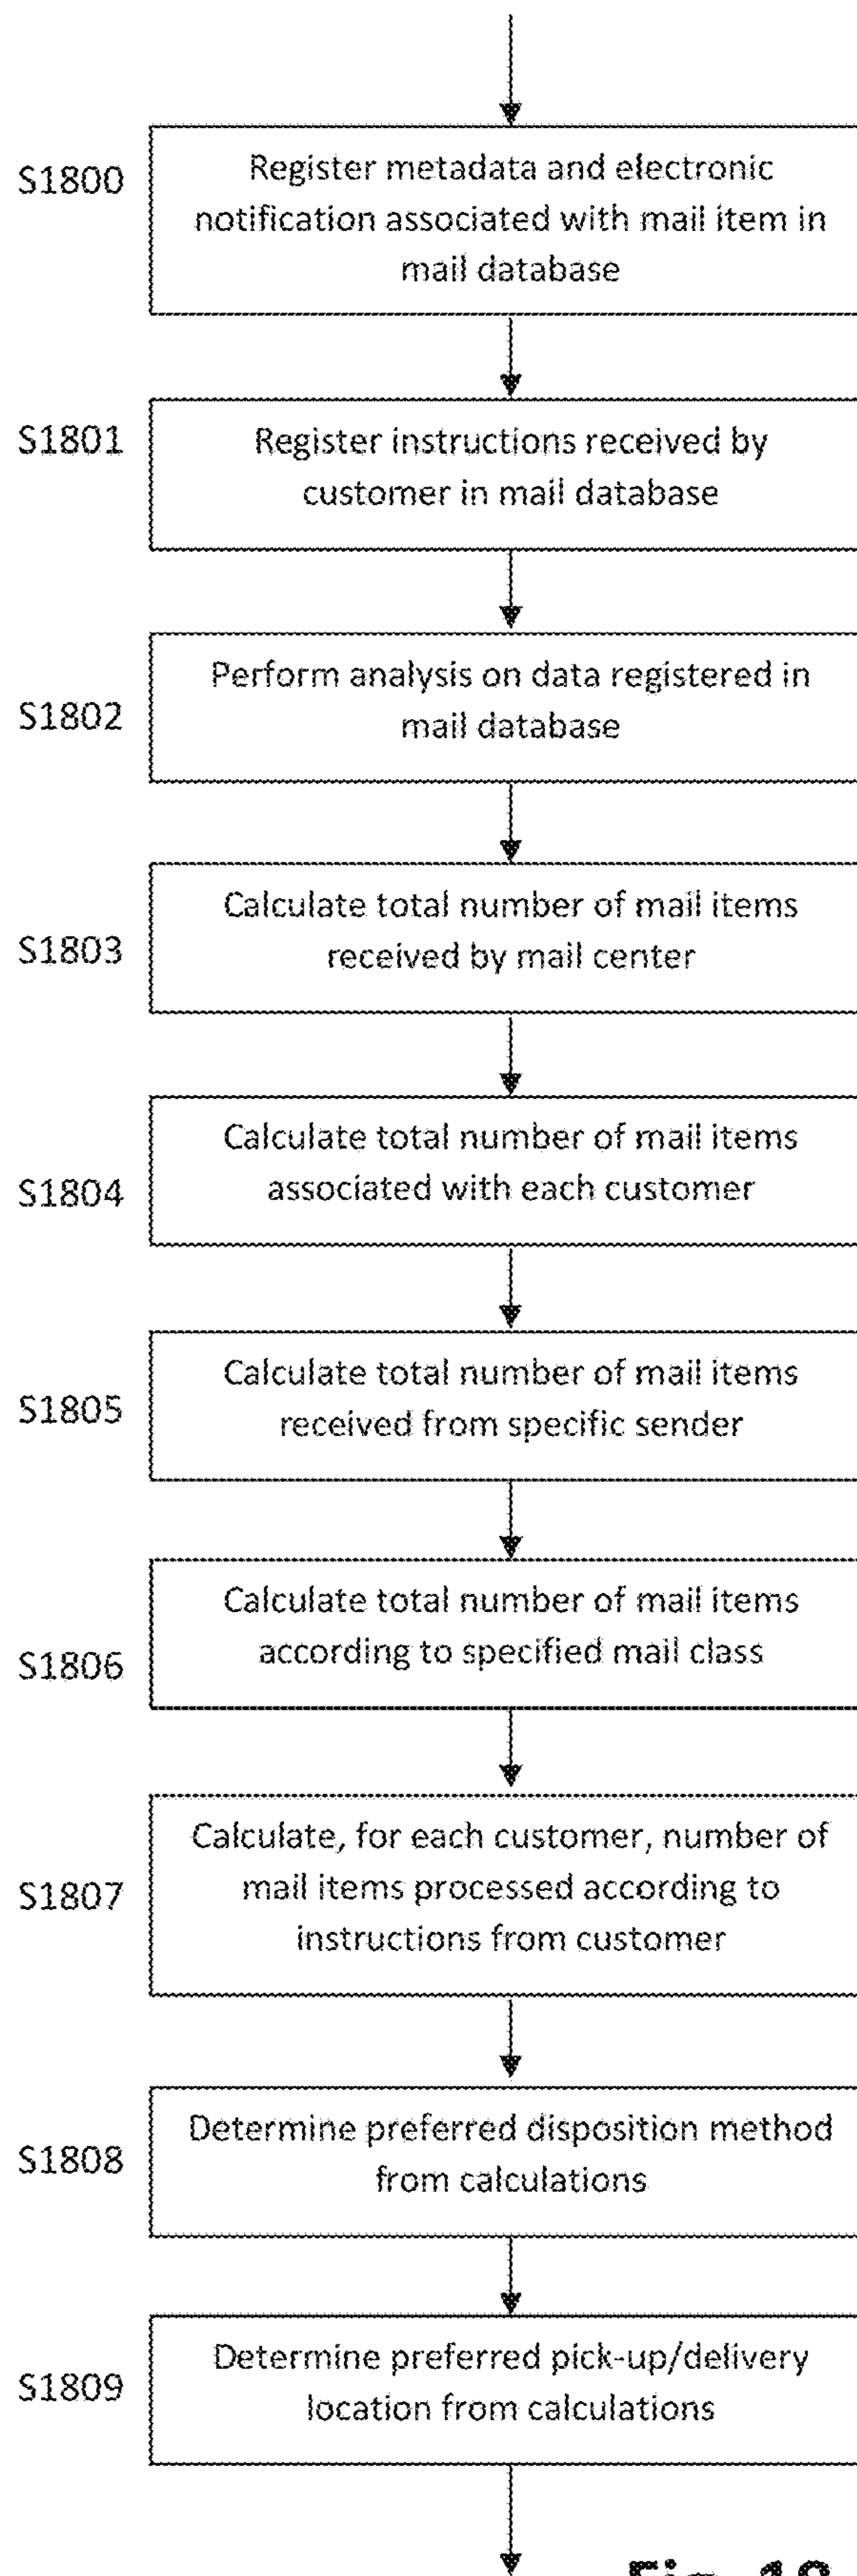 S1800
Register metadata and electronic
notification associated with mail item in
mail database
S1801
Register instructions received by
customer in mail database
S1802
Perform analysis on data registered in
mail database
S1803
Calculate total number of mail items
received by mail center
S1804
Calculate total number of mail items
associated with each customer
S1805
Calculate total number of mail items
received from specific sender
S1806
Calculate total number of mail items
according to specified mail class
S1807
Calculate, for each customer, number of
mail items processed according to
instructions from customer
S1808
Determine preferred disposition method
from calculations
S1809
Determine preferred pick-up/delivery
location from calculations